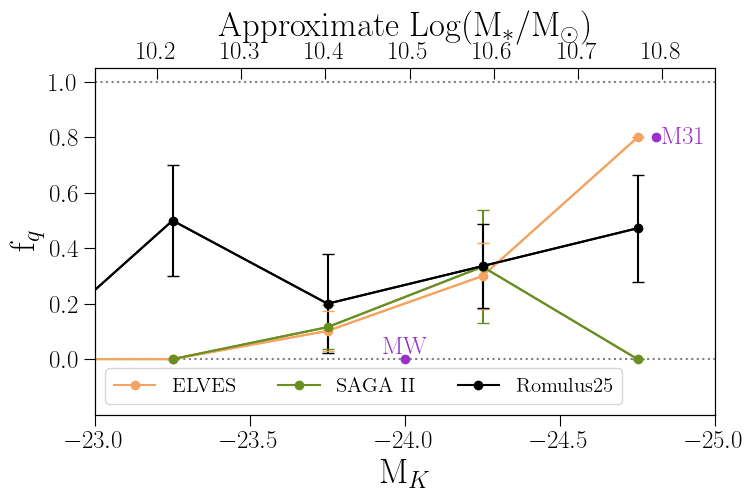 Approximate Log(M*/M⊙)
10.2 10.3 10.4 10.5 10.6 10.7 10.8
1.0
0.8
0.6
0.4
0.2
0.0
f_q
M31
MW
ELVES SAGA II Romulus25
−23.0 −23.5 −24.0 −24.5 −25.0
M_K